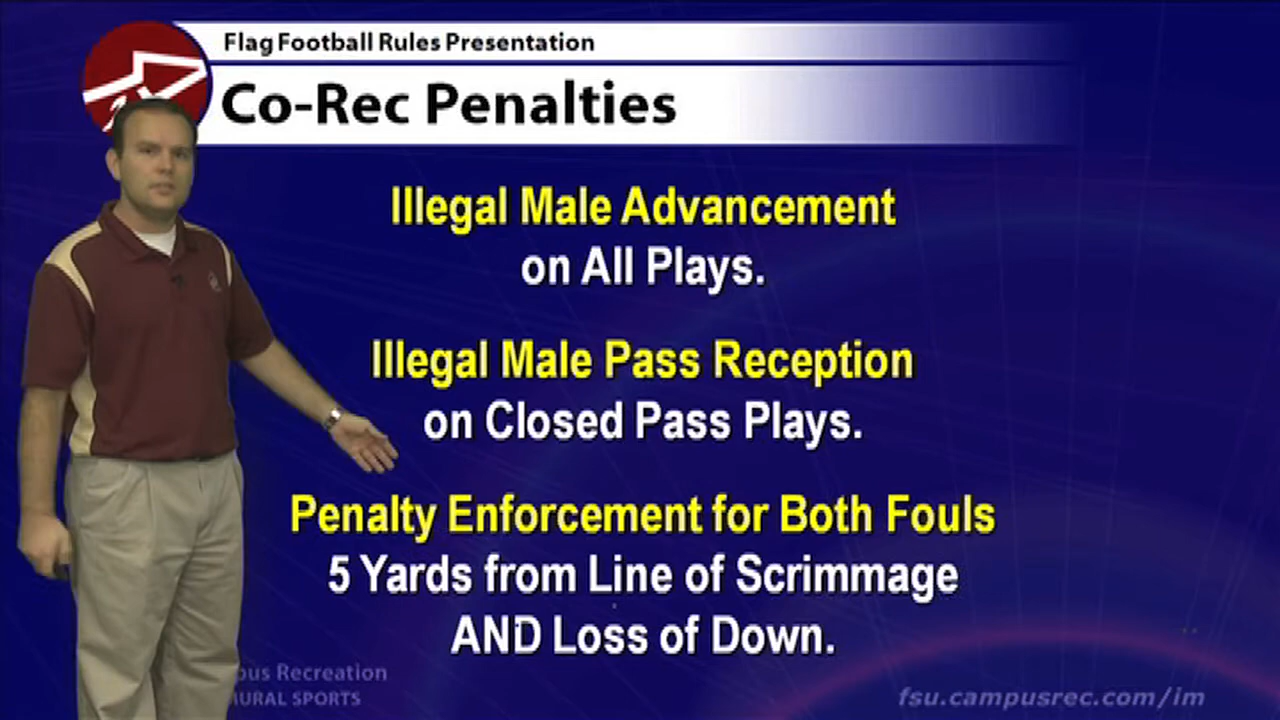 Flag Football Rules Presentation
Co-Rec Penalties
Illegal Male Advancement
on All Plays.
Illegal Male Pass Reception
on Closed Pass Plays.
Penalty Enforcement for Both Fouls
5 Yards from Line of Scrimmage
AND Loss of Down.
Recreation
SPORTS
fsu.campusrec.com/im